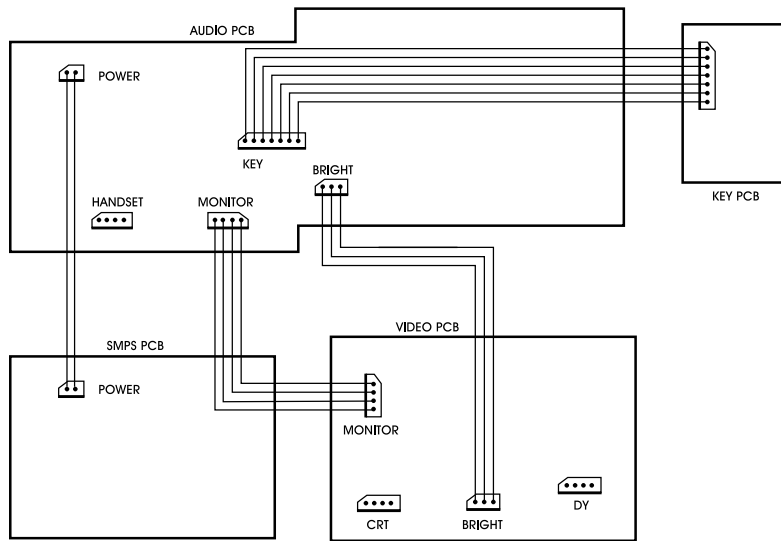 AUDIO PCB
POWER
KEY
BRIGHT
HANDSET
MONITOR
KEY PCB
SMPS PCB
VIDEO PCB
POWER
MONITOR
CRT
BRIGHT
DY